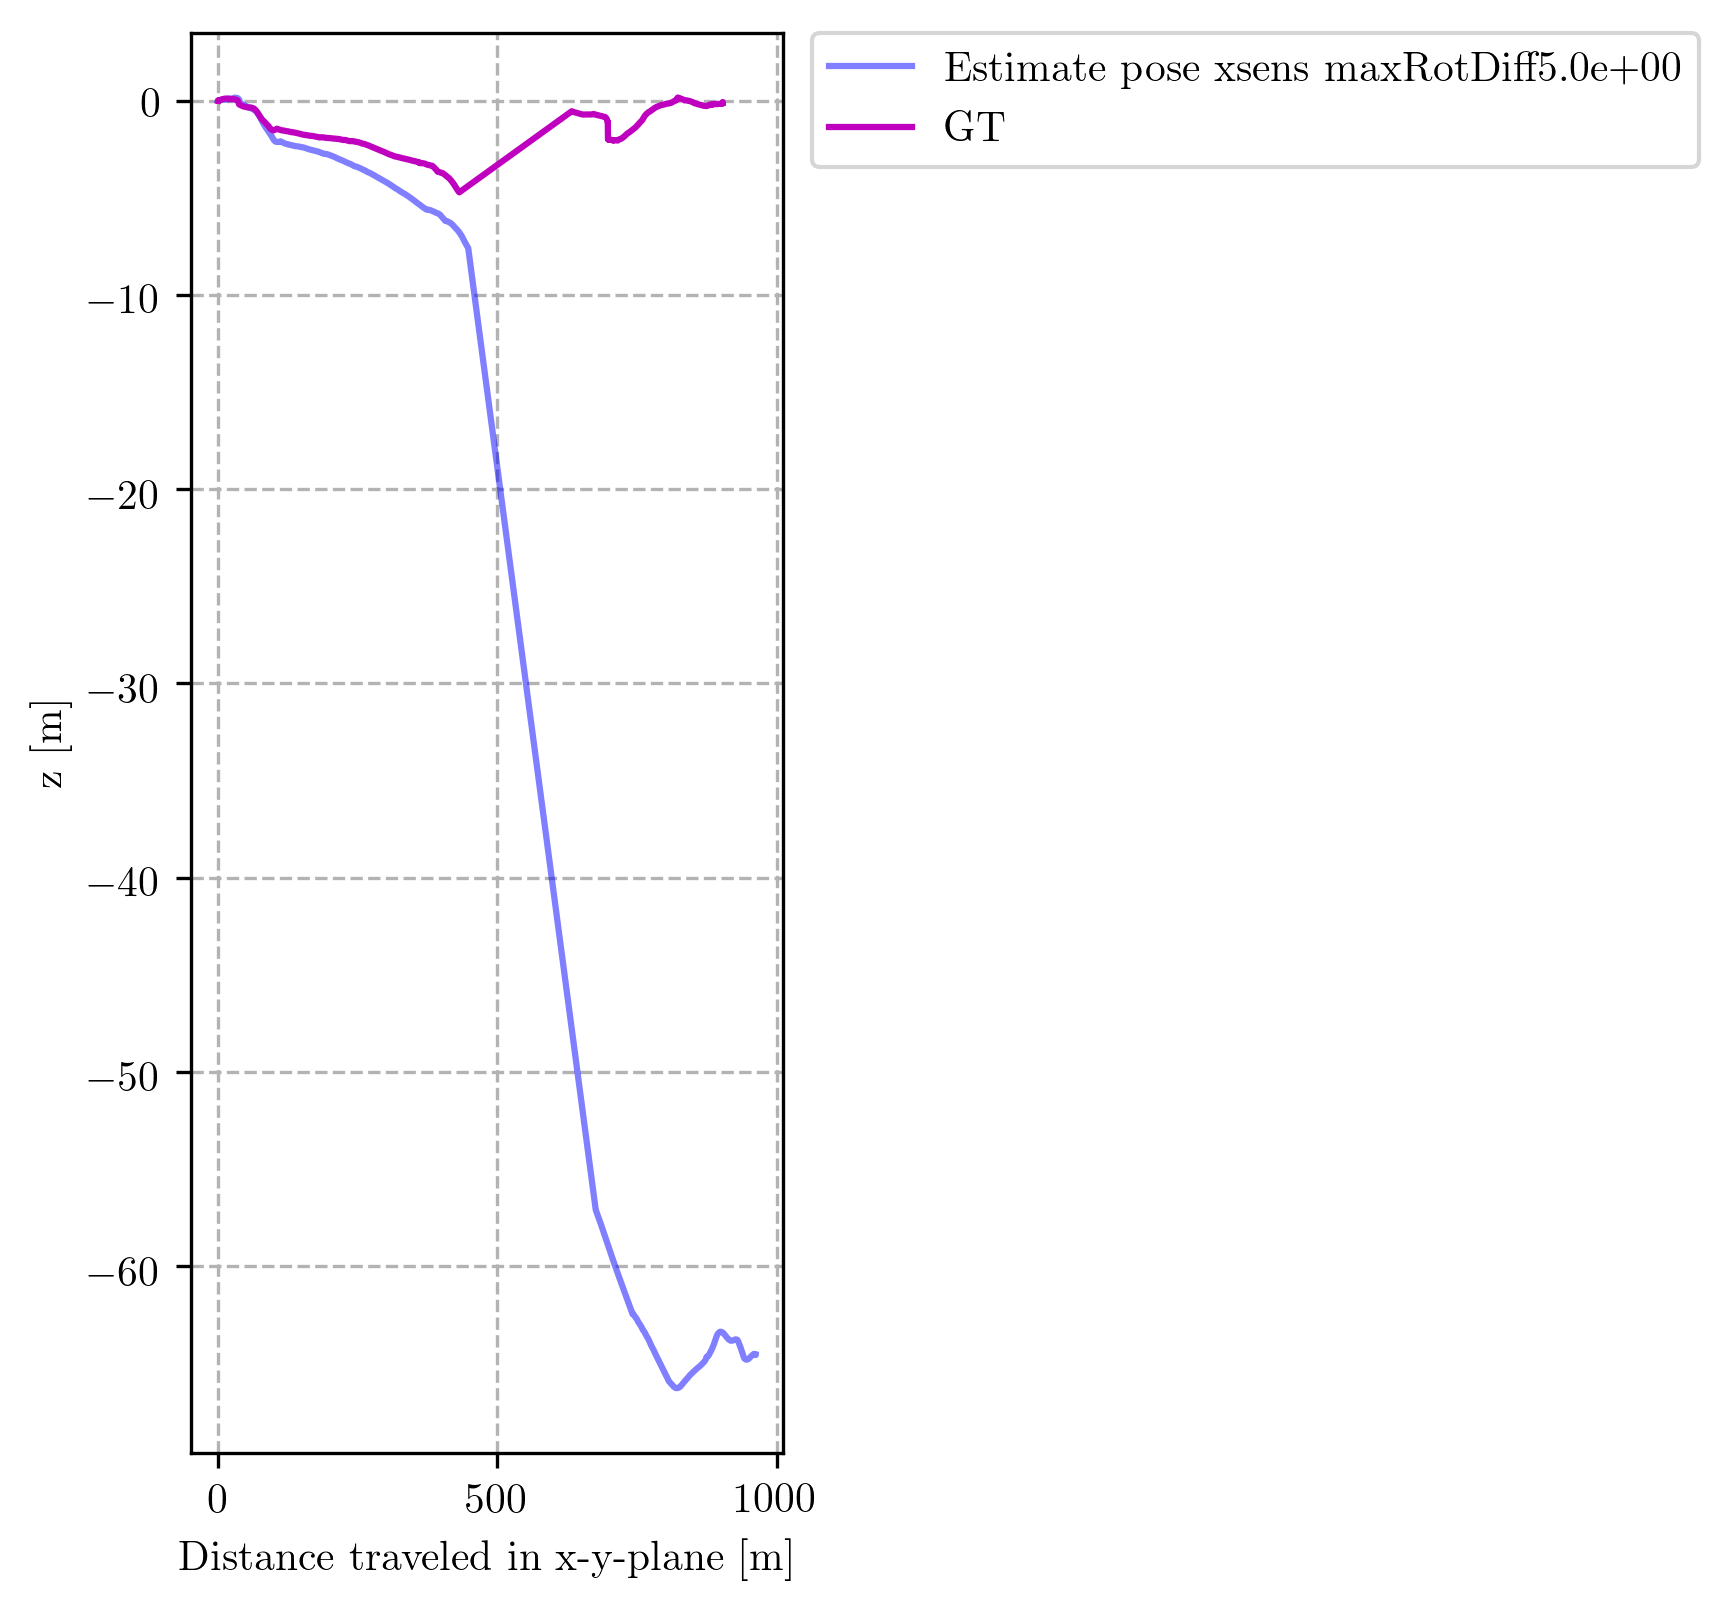 Estimate pose xsens maxRotDiff5.0e+00
GT
0
−10
−20
−30
−40
−50
−60
z [m]
0 500 1000
Distance traveled in x-y-plane [m]